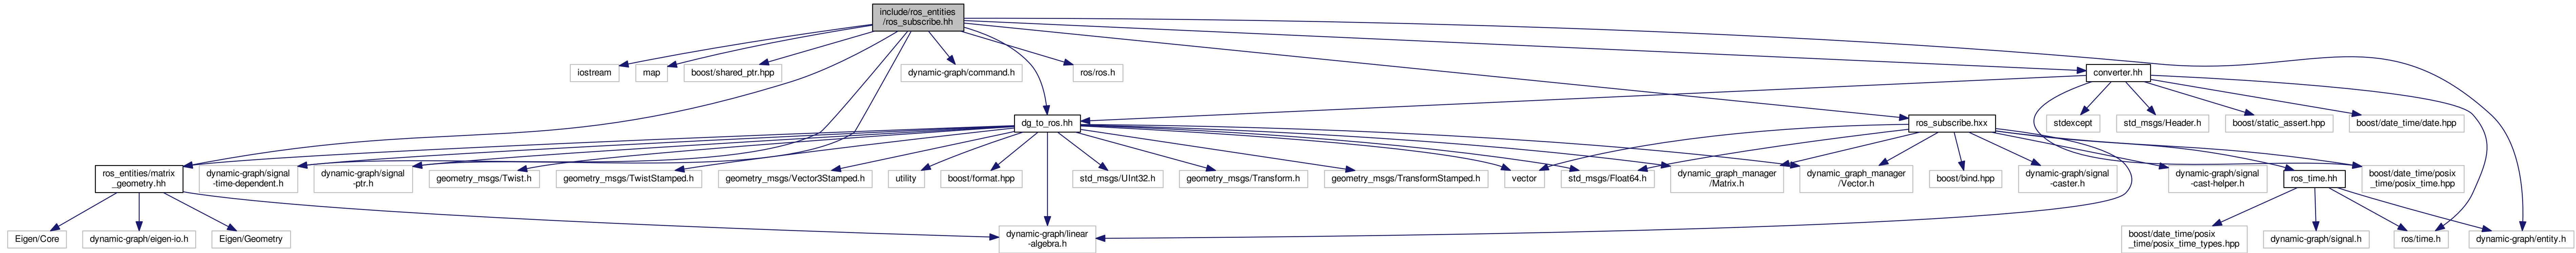 include/ros_entities
/ros_subscribe.hh
iostream
map
boost/shared_ptr.hpp
dynamic-graph/command.h
ros/ros.h
converter.hh
dg_to_ros.hh
ros_subscribe.hxx
stdexcept
std_msgs/Header.h
boost/static_assert.hpp
boost/date_time/date.hpp
ros_entities/matrix
_geometry.hh
dynamic-graph/signal
-time-dependent.h
dynamic-graph/signal
-ptr.h
geometry_msgs/Twist.h
geometry_msgs/TwistStamped.h
geometry_msgs/Vector3Stamped.h
utility
boost/format.hpp
std_msgs/UInt32.h
geometry_msgs/Transform.h
geometry_msgs/TransformStamped.h
vector
std_msgs/Float64.h
dynamic_graph_manager
/Matrix.h
dynamic_graph_manager
/Vector.h
boost/bind.hpp
dynamic-graph/signal
-caster.h
dynamic-graph/signal
-cast-helper.h
ros_time.hh
boost/date_time/posix
_time/posix_time.hpp
Eigen/Core
dynamic-graph/eigen-io.h
Eigen/Geometry
dynamic-graph/linear
-algebra.h
boost/date_time/posix
_time/posix_time_types.hpp
dynamic-graph/signal.h
ros/time.h
dynamic-graph/entity.h